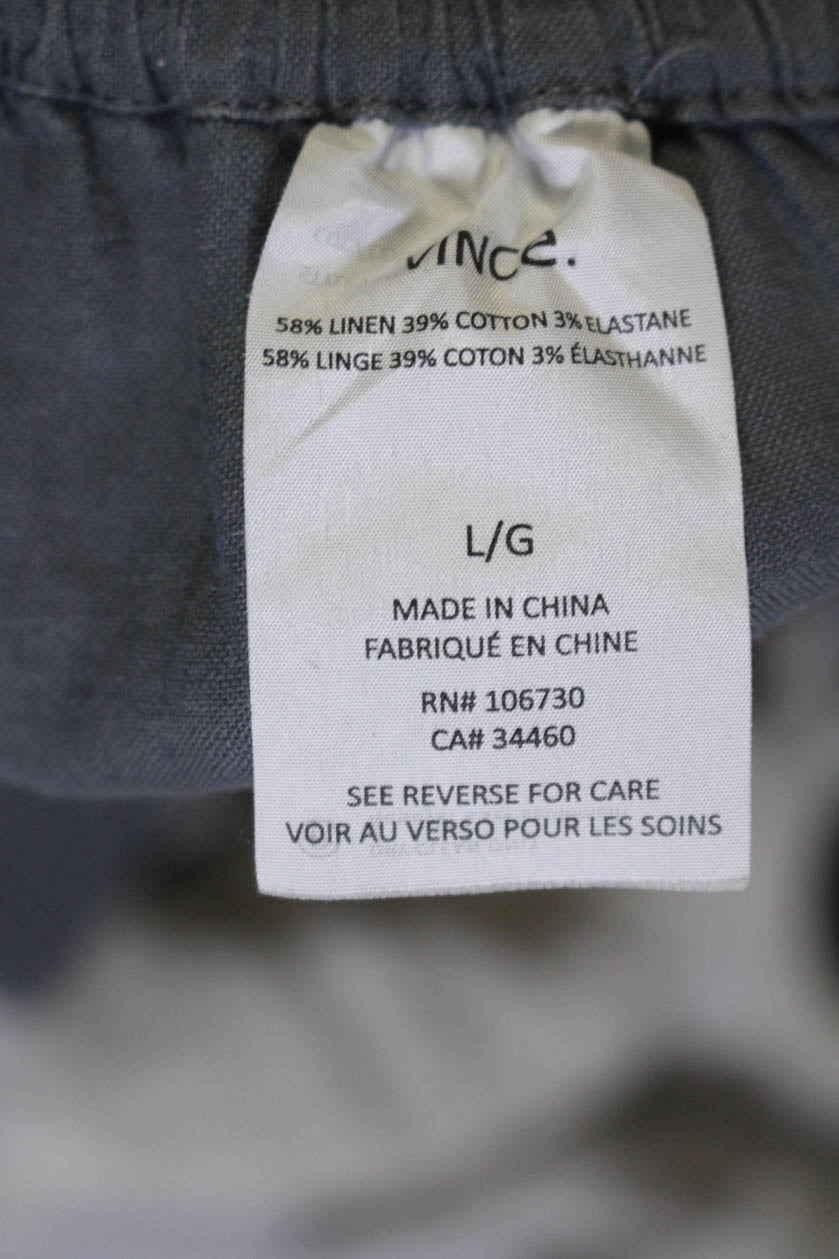 VINCE.
58% LINEN 39% COTTON 3% ELASTANE
58% LINGE 39% COTON 3% ÉLASTHANNE
L/G
MADE IN CHINA
FABRIQUÉ EN CHINE
RN# 106730
CA# 34460
SEE REVERSE FOR CARE
VOIR AU VERSO POUR LES SOINS